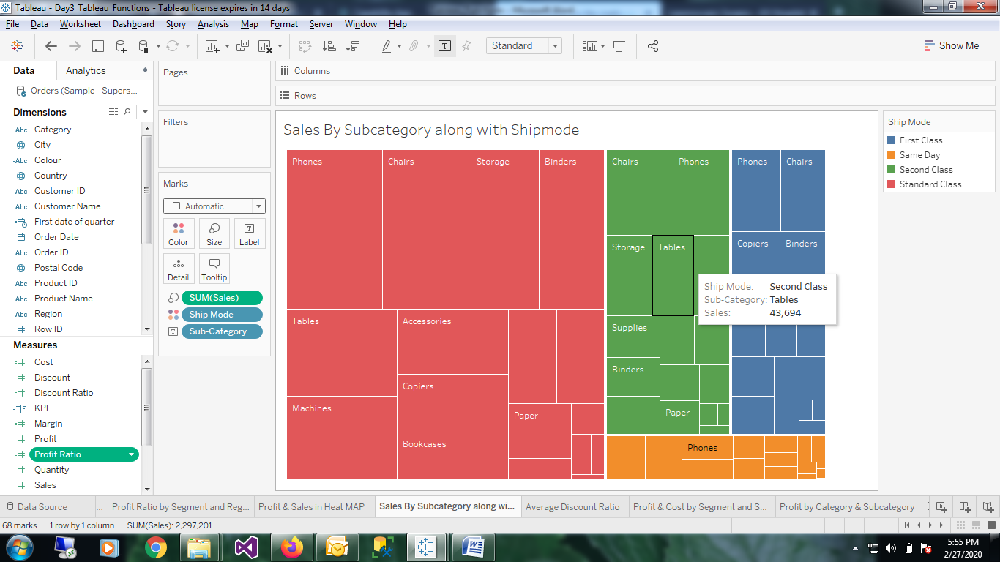 Tableau - Day3_Tableau_Functions - Tableau license expires in 14 days
File Data Worksheet Dashboard Story Analysis Map Format Server Window Help
Standard
Show Me
Data Analytics
Orders (Sample - Supers...
Dimensions
Abc Category
City
=Abc Colour
Country
Abc Customer ID
Abc Customer Name
First date of quarter
Order Date
Abc Order ID
Postal Code
Abc Product ID
Abc Product Name
Abc Region
# Row ID
Measures
=# Cost
# Discount
=# Discount Ratio
=T|F KPI
=# Margin
# Profit
=# Profit Ratio
# Quantity
# Sales
Pages
Filters
Marks
Automatic
Color Size Label
Detail Tooltip
SUM(Sales)
Ship Mode
Sub-Category
Columns
Rows
Sales By Subcategory along with Shipmode
Phones Chairs Storage Binders
Tables Accessories
Copiers
Machines
Paper
Bookcases
Chairs Phones
Storage Tables
Supplies
Binders
Paper
Phones Chairs
Copiers Binders
Phones
Ship Mode: Second Class
Sub-Category: Tables
Sales: 43,694
Ship Mode
First Class
Same Day
Second Class
Standard Class
Data Source ... Profit Ratio by Segment and Reg... Profit & Sales in Heat MAP Sales By Subcategory along wi... Average Discount Ratio Profit & Cost by Segment and S... Profit by Category & Subcategory
68 marks 1 row by 1 column SUM(Sales): 2,297,201
5:55 PM
2/27/2020